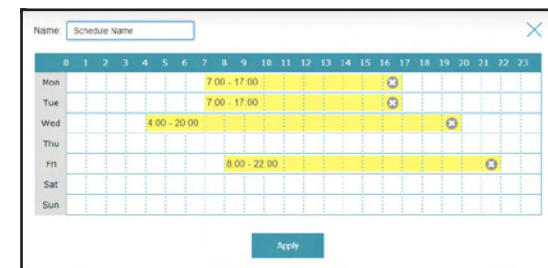 Name: Schedule Name
0 1 2 3 4 5 6 7 8 9 10 11 12 13 14 15 16 17 18 19 20 21 22 23
Mon 7:00 - 17:00
Tue 7:00 - 17:00
Wed 4:00 - 20:00
Thu
Fri 8:00 - 22:00
Sat
Sun
Apply